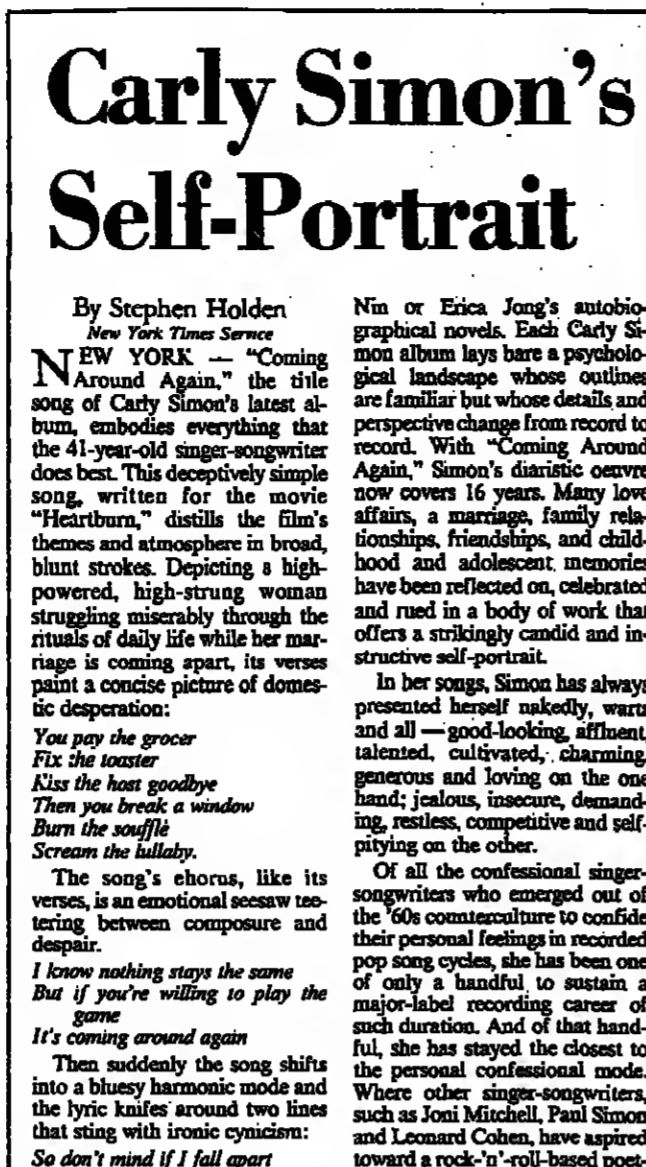 Carly Simon's
Self-Portrait
By Stephen Holden
New York Times Service
NEW YORK — "Coming
Around Again," the title
song of Carly Simon's latest al-
bum, embodies everything that
the 41-year-old singer-songwriter
does best. This deceptively simple
song, written for the movie
"Heartburn," distills the film's
themes and atmosphere in broad,
blunt strokes. Depicting a high-
powered, high-strung woman
struggling miserably through the
rituals of daily life while her mar-
riage is coming apart, its verses
paint a concise picture of domes-
tic desperation:
You pay the grocer
Fix the toaster
Kiss the host goodbye
Then you break a window
Burn the soufflé
Scream the lullaby.
The song's chorus, like its
verses, is an emotional seesaw tee-
tering between composure and
despair.
I know nothing stays the same
But if you're willing to play the
game
It's coming around again
Then suddenly the song shifts
into a bluesy harmonic mode and
the lyric knifes around two lines
that sting with ironic cynicism:
So don't mind if I fall apart
Nin or Erica Jong's autobio-
graphical novels. Each Carly Si-
mon album lays bare a psycholo-
gical landscape whose outlines
are familiar but whose details and
perspective change from record to
record. With "Coming Around
Again," Simon's diaristic oeuvre
now covers 16 years. Many love
affairs, a marriage, family rela-
tionships, friendships, and child-
hood and adolescent memories
have been reflected on, celebrated
and rued in a body of work that
offers a strikingly candid and in-
structive self-portrait.
In her songs, Simon has always
presented herself nakedly, warts
and all — good-looking, affluent,
talented, cultivated, charming,
generous and loving on the one
hand; jealous, insecure, demand-
ing, restless, competitive and self-
pitying on the other.
Of all the confessional singer-
songwriters who emerged out of
the '60s counterculture to confide
their personal feelings in recorded
pop song cycles, she has been one
of only a handful to sustain a
major-label recording career of
such duration. And of that hand-
ful, she has stayed the closest to
the personal confessional mode.
Where other singer-songwriters,
such as Joni Mitchell, Paul Simon
and Leonard Cohen, have aspired
toward a rock-'n'-roll-based poet-